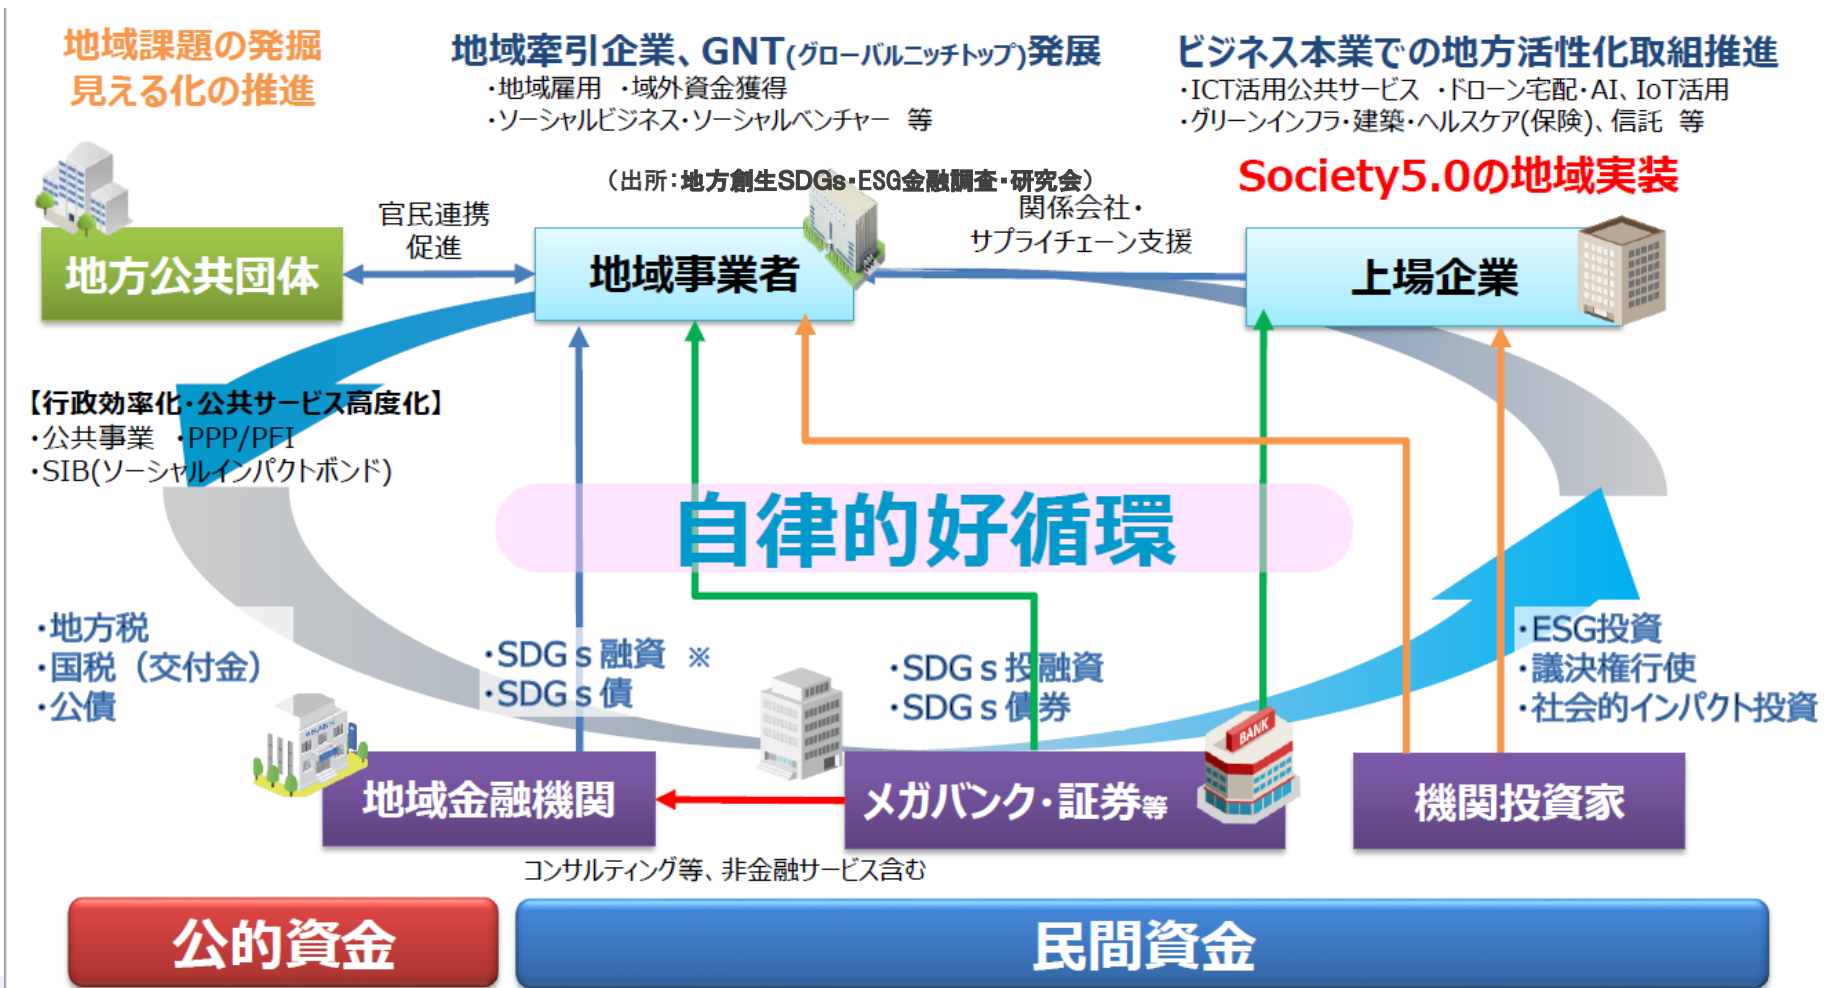 地域課題の発掘
見える化の推進
地域牽引企業、GNT(グローバルニッチトップ)発展
・地域雇用 ・域外資金獲得
・ソーシャルビジネス・ソーシャルベンチャー 等
ビジネス本業での地方活性化取組推進
・ICT活用公共サービス ・ドローン宅配・AI、IoT活用
・グリーンインフラ・建築・ヘルスケア(保険)、信託 等
(出所:地方創生SDGs・ESG金融調査・研究会)
Society5.0の地域実装
官民連携
促進
関係会社・
サプライチェーン支援
地方公共団体
地域事業者
上場企業
【行政効率化・公共サービス高度化】
・公共事業 ・PPP/PFI
・SIB(ソーシャルインパクトボンド)
自律的好循環
・地方税
・国税（交付金）
・公債
・SDGｓ融資 ※
・SDGｓ債
・SDGｓ投融資
・SDGｓ債券
・ESG投資
・議決権行使
・社会的インパクト投資
BANK
BANK
地域金融機関
メガバンク・証券等
機関投資家
コンサルティング等、非金融サービス含む
公的資金
民間資金